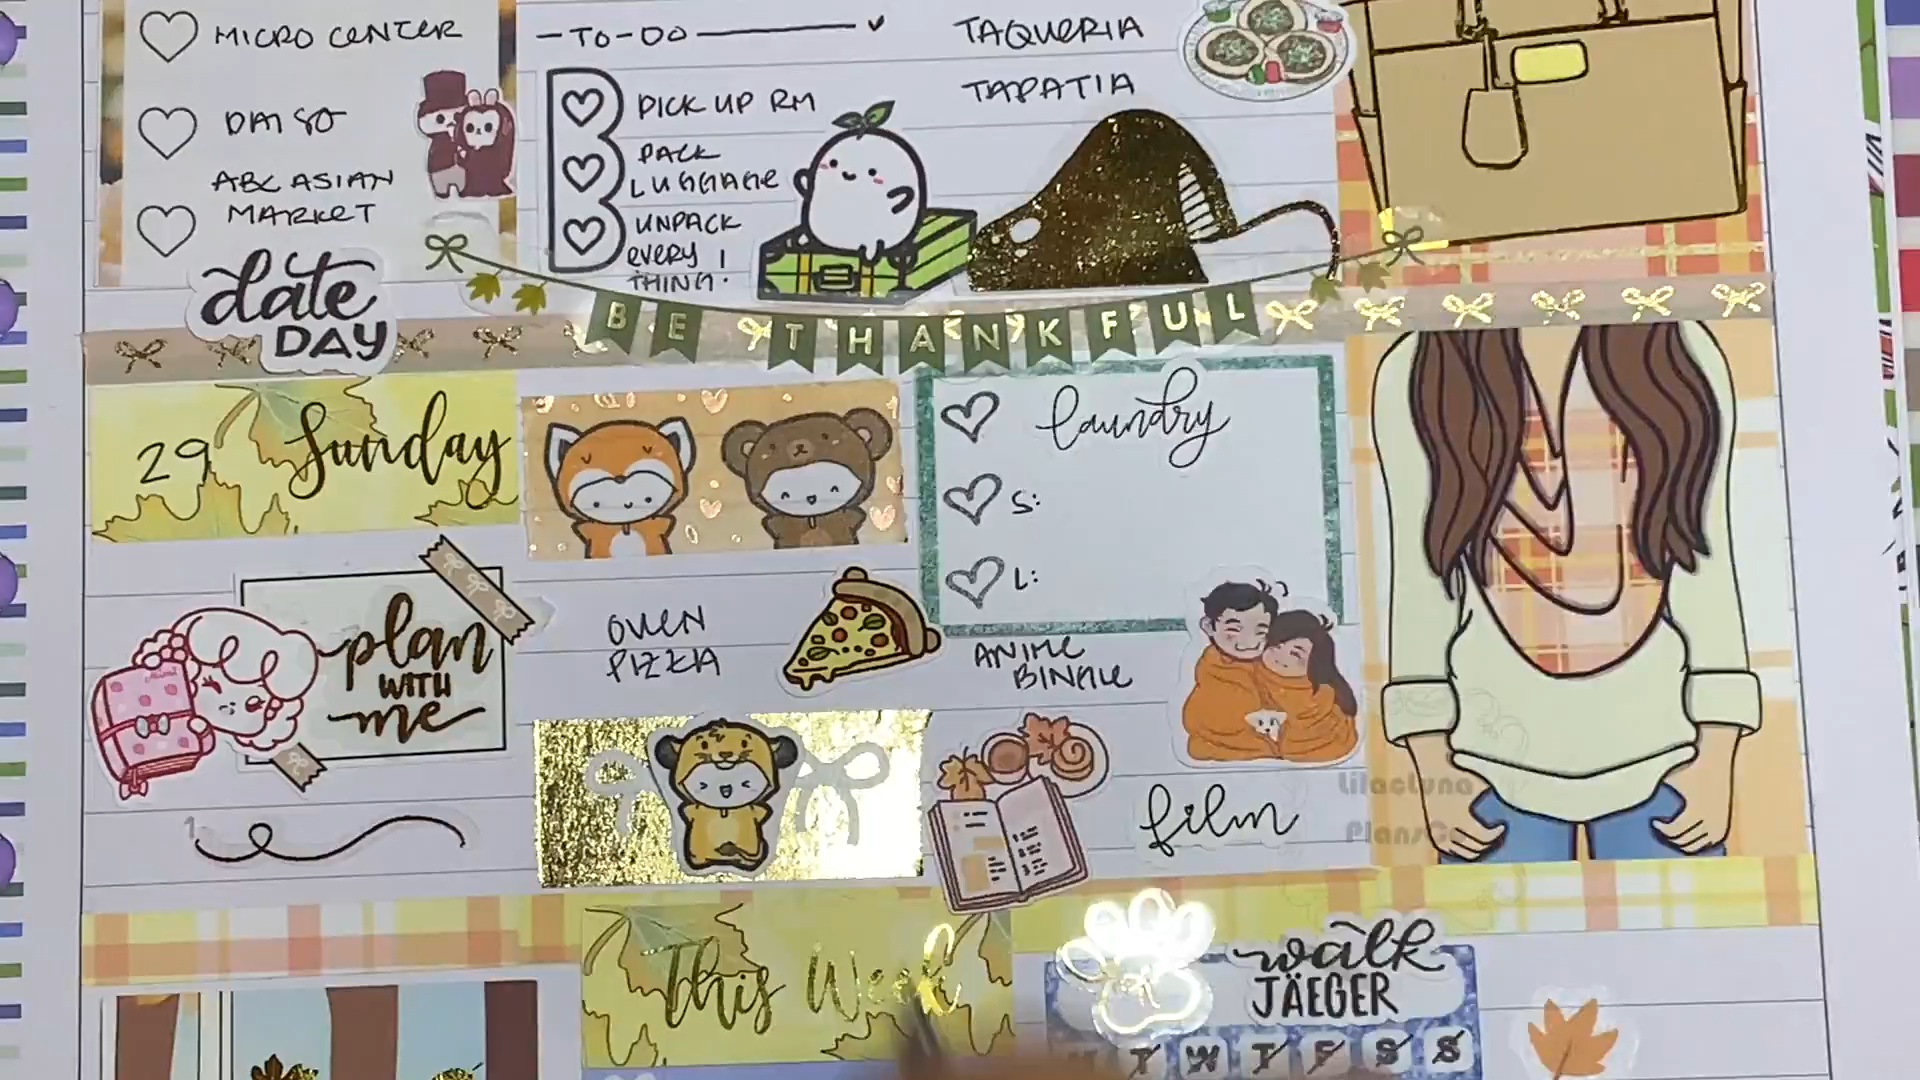 MICRO CENTER
DAISO
ABC ASIAN
MARKET
date
DAY
-TO-DO
PICK UP RM
PACK
LUGGAGE
UNPACK
EVERY
THING.
TAQUERIA
TAPATIA
BE THANKFUL
29 Sunday
laundry
S:
L:
plan
WITH
me
OVEN
PIZZA
ANIME
BINGE
film
LilacLuna
This Week
walk
JÄEGER
T W T F S S